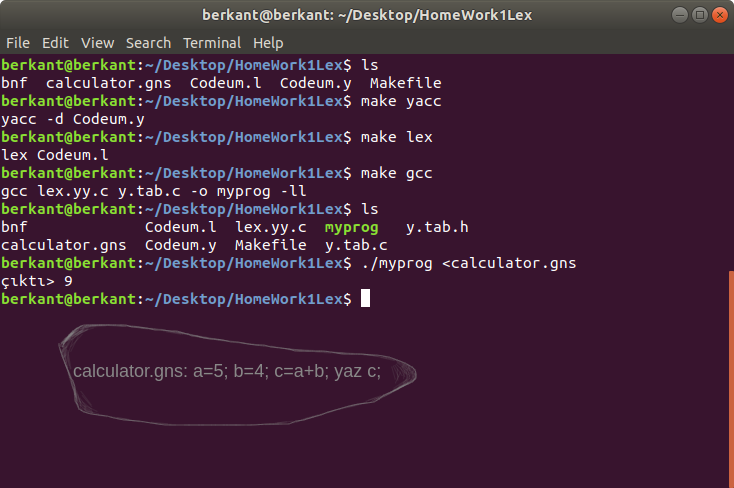 berkant@berkant: ~/Desktop/HomeWork1Lex
File Edit View Search Terminal Help
berkant@berkant:~/Desktop/HomeWork1Lex$ ls
bnf  calculator.gns  Codeum.l  Codeum.y  Makefile
berkant@berkant:~/Desktop/HomeWork1Lex$ make yacc
yacc -d Codeum.y
berkant@berkant:~/Desktop/HomeWork1Lex$ make lex
lex Codeum.l
berkant@berkant:~/Desktop/HomeWork1Lex$ make gcc
gcc lex.yy.c y.tab.c -o myprog -ll
berkant@berkant:~/Desktop/HomeWork1Lex$ ls
bnf             Codeum.l  lex.yy.c  myprog   y.tab.h
calculator.gns  Codeum.y  Makefile  y.tab.c
berkant@berkant:~/Desktop/HomeWork1Lex$ ./myprog <calculator.gns
çıktı> 9
berkant@berkant:~/Desktop/HomeWork1Lex$
calculator.gns: a=5; b=4; c=a+b; yaz c;